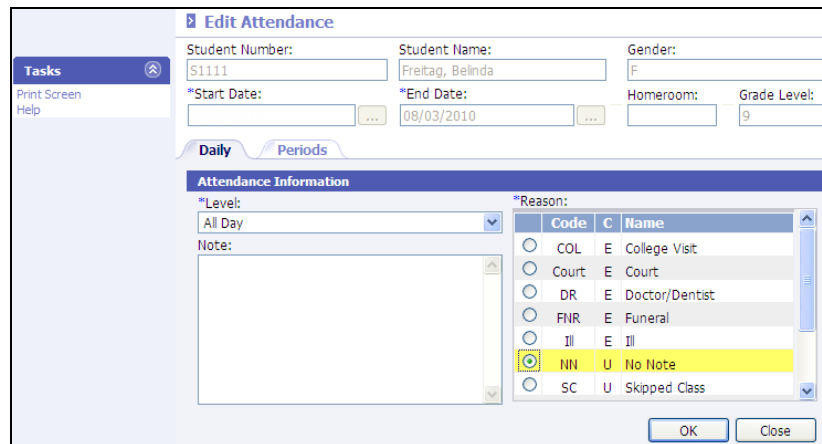 Edit Attendance
Student Number: Student Name: Gender:
Tasks
S1111 Freitag, Belinda F
Print Screen
Help
*Start Date: *End Date: Homeroom: Grade Level:
... 08/03/2010 ... 9
Daily Periods
Attendance Information
*Level: *Reason:
All Day
Code C Name
Note:
COL E College Visit
Court E Court
DR E Doctor/Dentist
FNR E Funeral
Ill E Ill
NN U No Note
SC U Skipped Class
OK Close